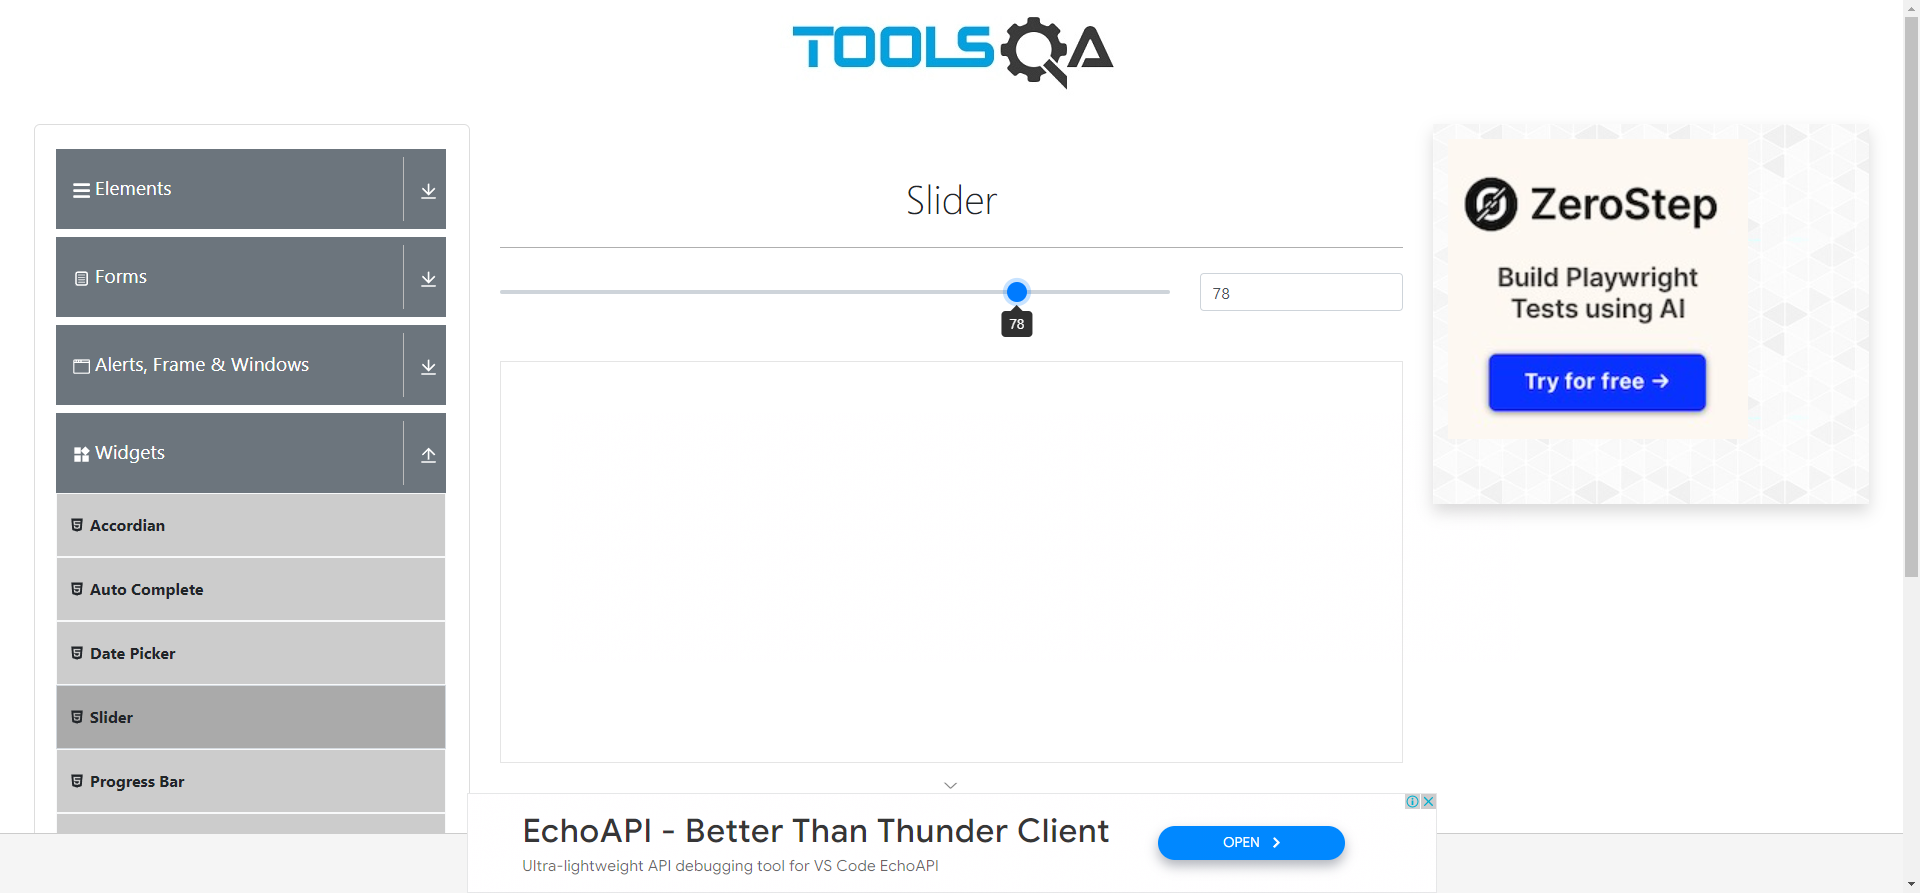 TOOLSQA
Elements
Forms
Alerts, Frame & Windows
Widgets
Accordian
Auto Complete
Date Picker
Slider
Progress Bar
Slider
78
78
ZeroStep
Build Playwright
Tests using AI
Try for free →
EchoAPI - Better Than Thunder Client
Ultra-lightweight API debugging tool for VS Code EchoAPI
OPEN